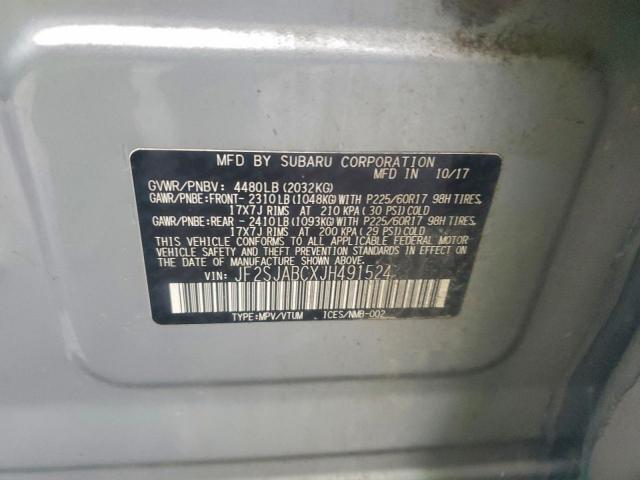 MFD BY SUBARU CORPORATION
MFD IN 10/17
GVWR/PNBV: 4480LB (2032KG)
GAWR/PNBE:FRONT- 2310LB (1048KG) WITH P225/60R17 98H TIRES,
17X7J RIMS AT 210 KPA (30 PSI) COLD
GAWR/PNBE:REAR - 2410LB (1093KG) WITH P225/60R17 98H TIRES,
17X7J RIMS AT 200 KPA (29 PSI) COLD
THIS VEHICLE CONFORMS TO ALL APPLICABLE FEDERAL MOTOR
VEHICLE SAFETY, BUMPER, AND THEFT PREVENTION STANDARDS
IN EFFECT ON THE DATE OF MANUFACTURE SHOWN ABOVE.
VIN: JF2SJABCXJH491524
TYPE:MPV/VTUM ICES/NMB-002